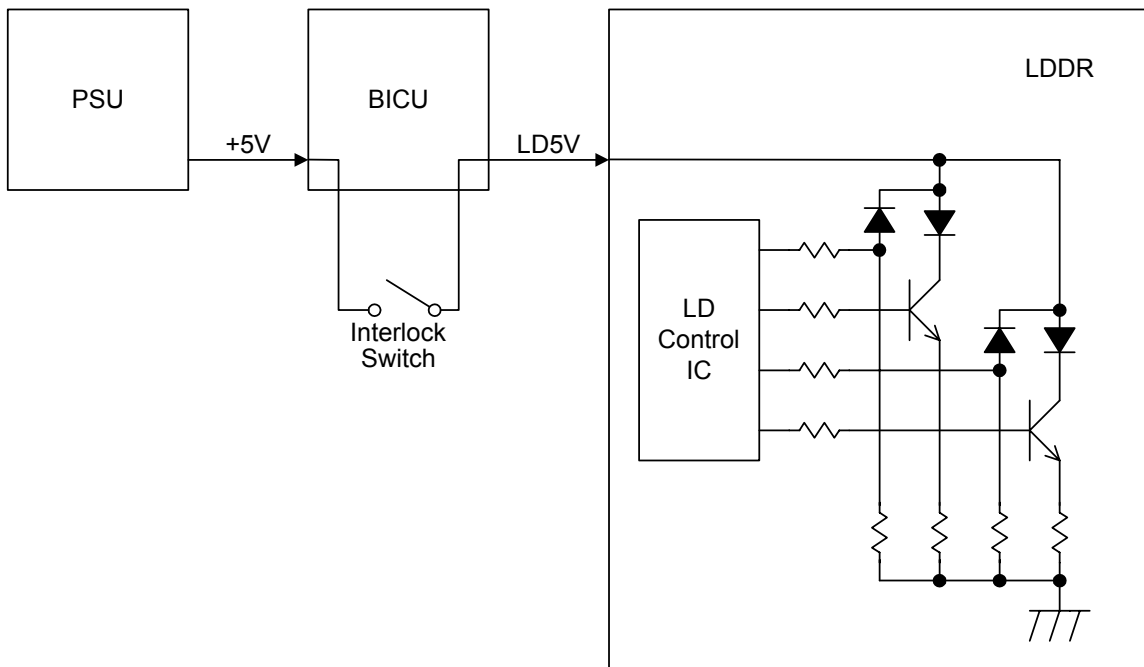 PSU
BICU
LDDR
+5V
LD5V
LD
Control
IC
Interlock
Switch